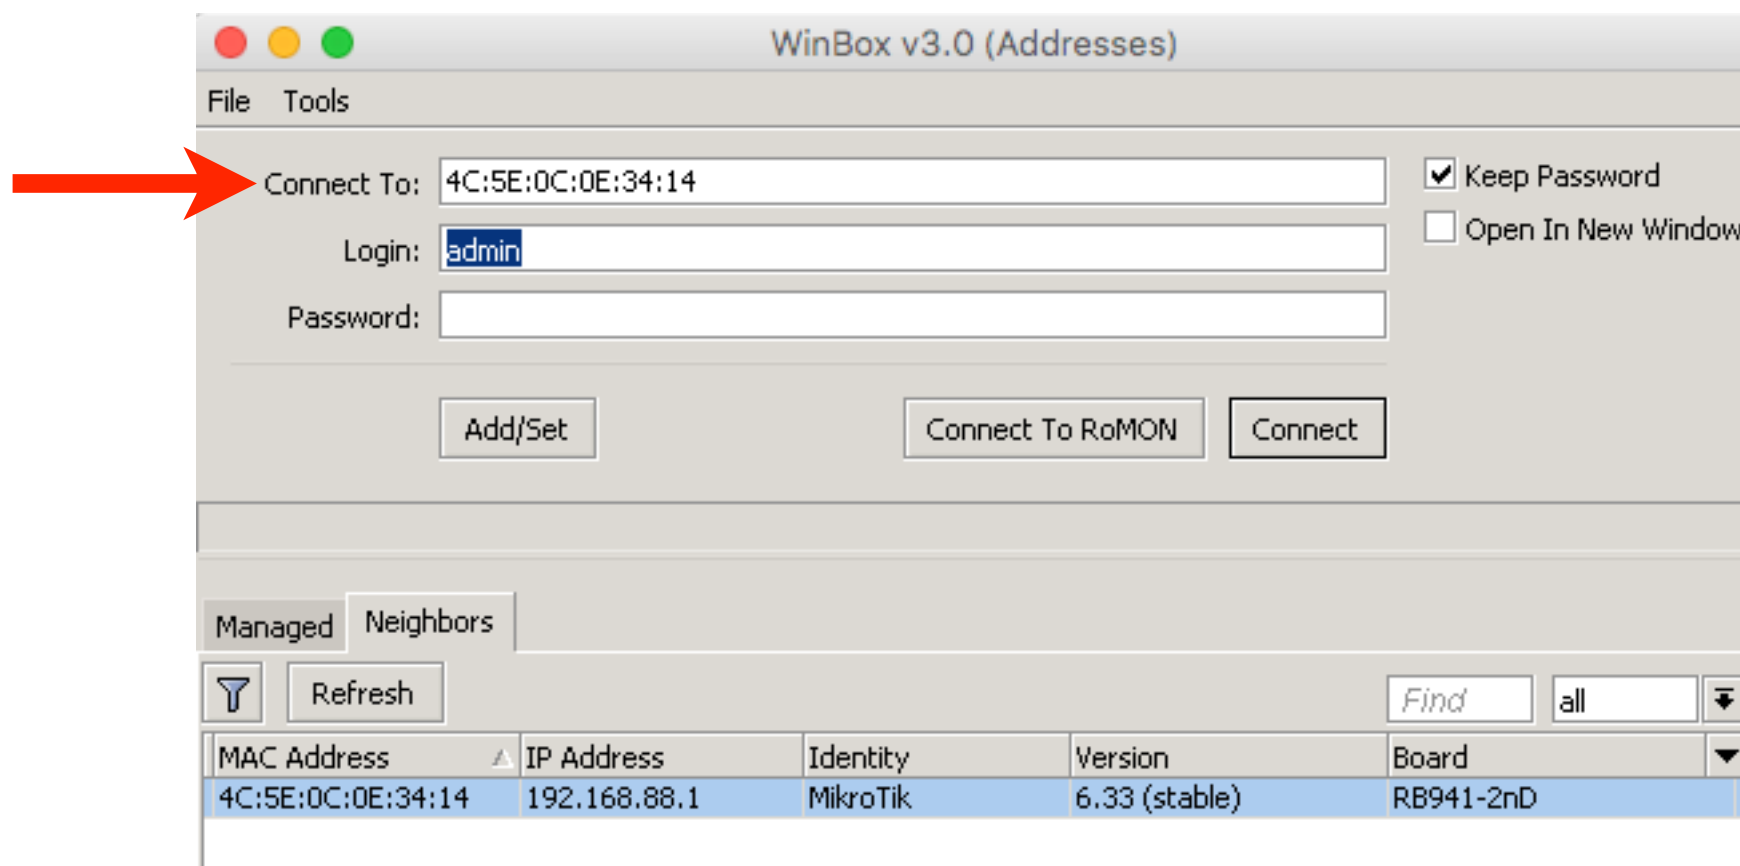 WinBox v3.0 (Addresses)
File Tools
Connect To: 4C:5E:0C:0E:34:14 Keep Password
Login: admin Open In New Window
Password:
Add/Set Connect To RoMON Connect
Managed Neighbors
Refresh Find all
MAC Address IP Address Identity Version Board
4C:5E:0C:0E:34:14 192.168.88.1 MikroTik 6.33 (stable) RB941-2nD